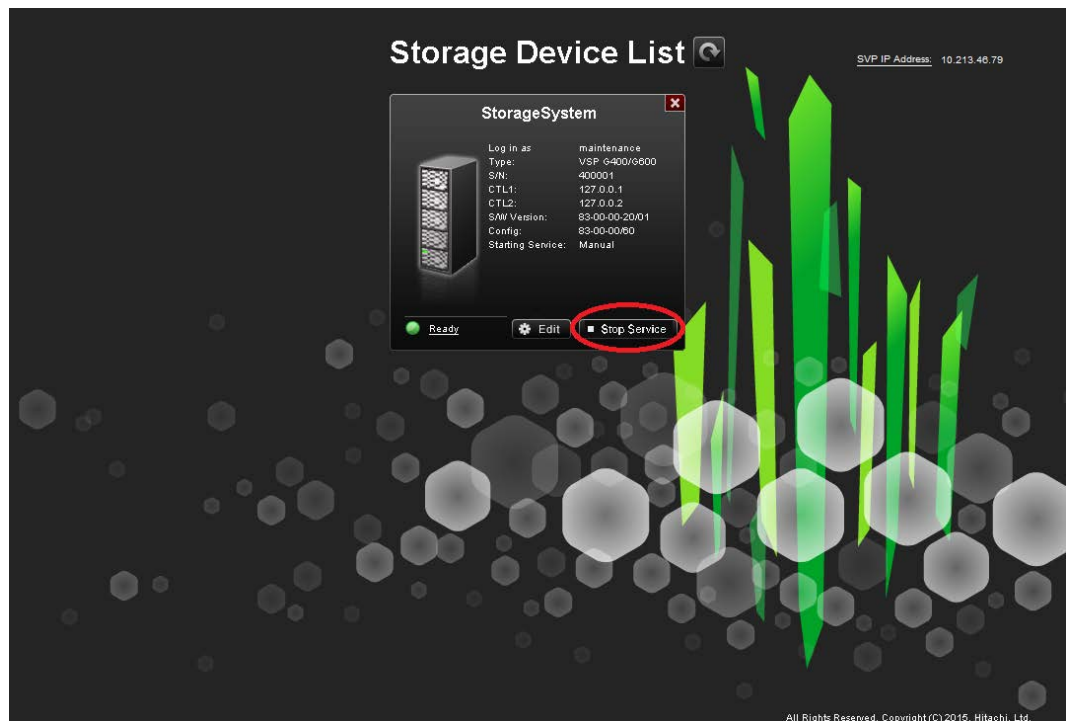 Storage Device List
SVP IP Address: 10.213.46.79
StorageSystem
Log in as maintenance
Type: VSP G400/G600
S/N: 400001
CTL1: 127.0.0.1
CTL2: 127.0.0.2
S/W Version: 83-00-00-20/01
Config: 83-00-00/60
Starting Service: Manual
Ready Edit Stop Service
All Rights Reserved. Copyright (C) 2015, Hitachi, Ltd.